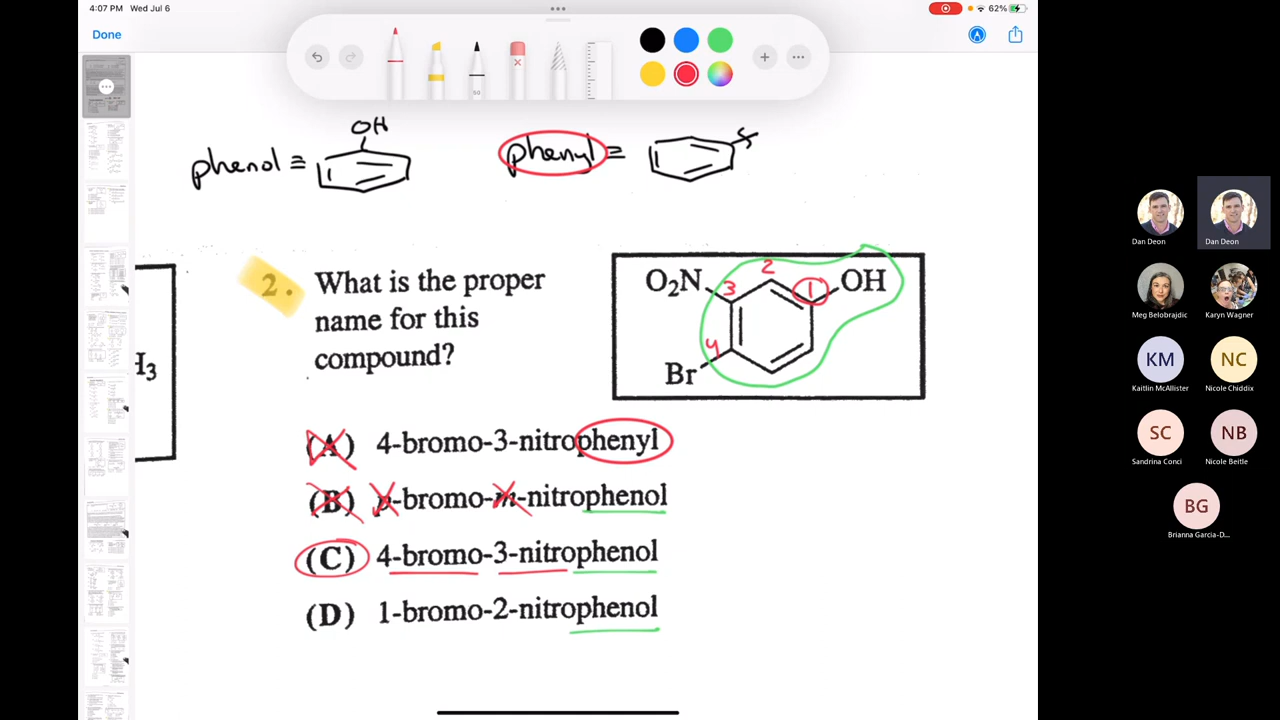 4:07 PM Wed Jul 6
62%
Done
OH
phenol ≡
phenyl ≡
2. What is the proper
name for this
compound?
O₂N
3
2
1
OH
4
Br
H₃
(A) 4-bromo-3-nitrophenyl
(B) p-bromo-m-nitrophenol
(C) 4-bromo-3-nitrophenol
(D) 1-bromo-2-nitrophenol
Dan Deon
Dan Deon
Meg Belobrajdic
Karyn Wagner
KM
NC
Kaitlin McAllister
Nicole Chiddix
SC
NB
Sandrina Conci
Nicole Beitle
BG
Brianna Garcia-D...